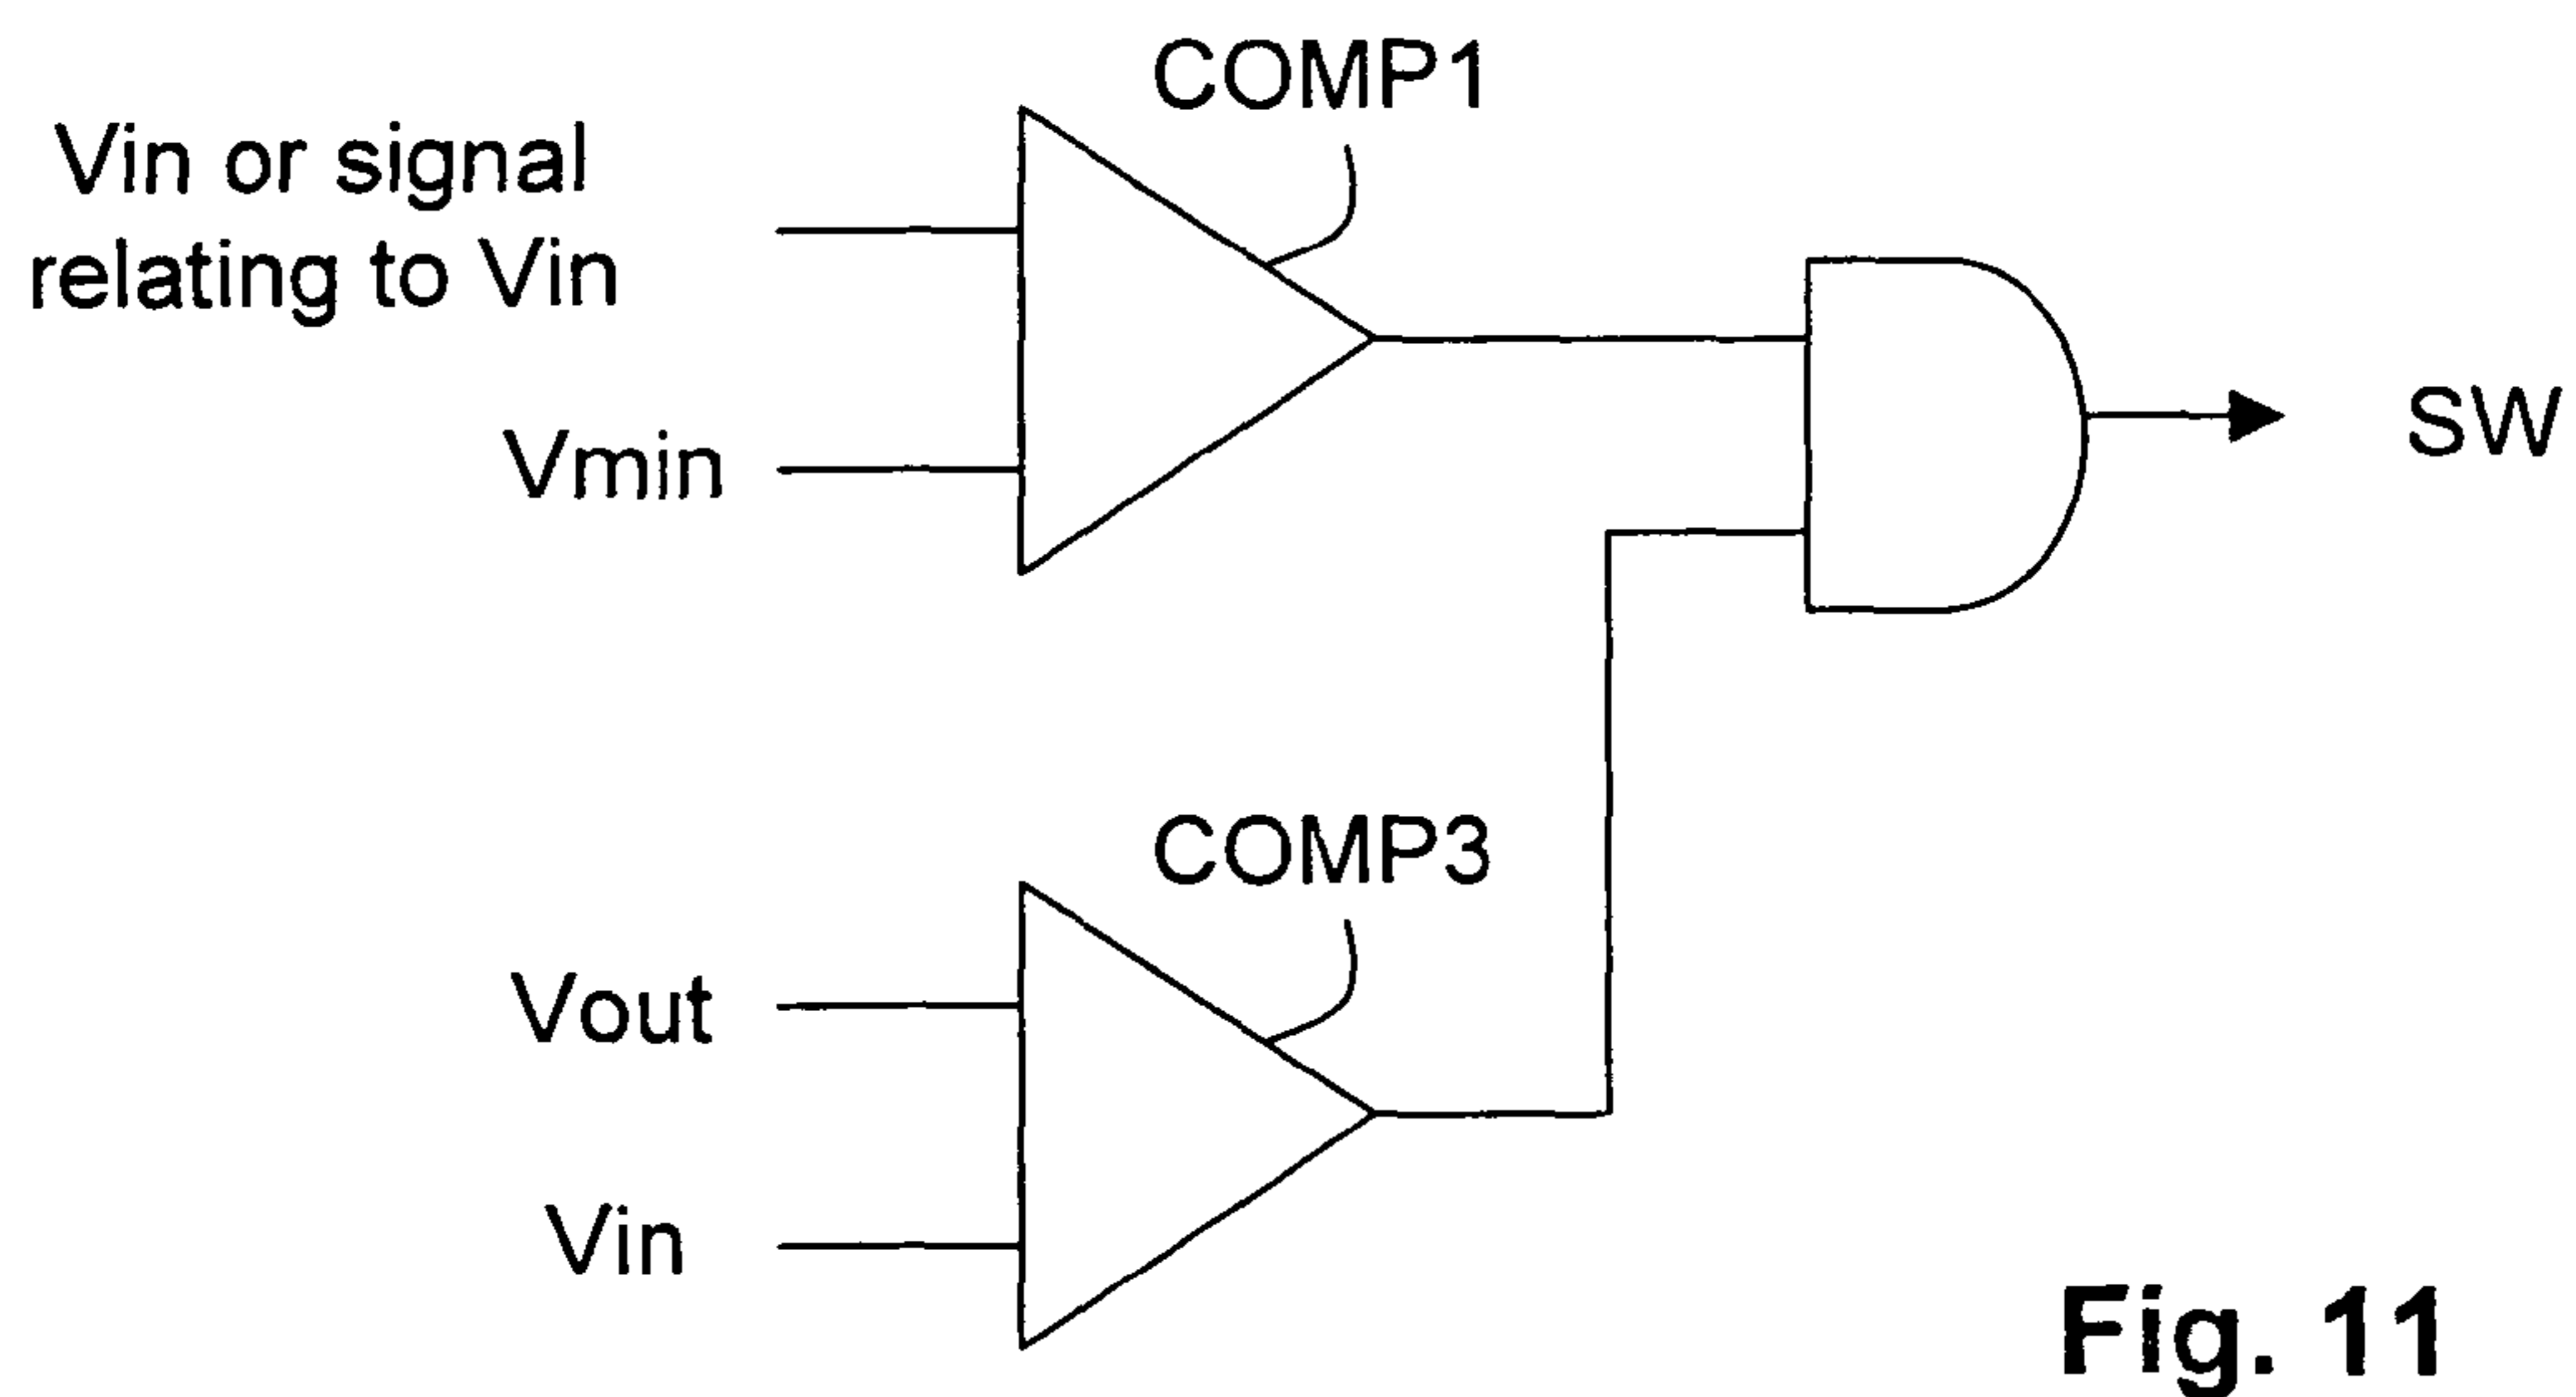 COMP1
Vin or signal
relating to Vin
Vmin
SW
COMP3
Vout
Vin
Fig. 11